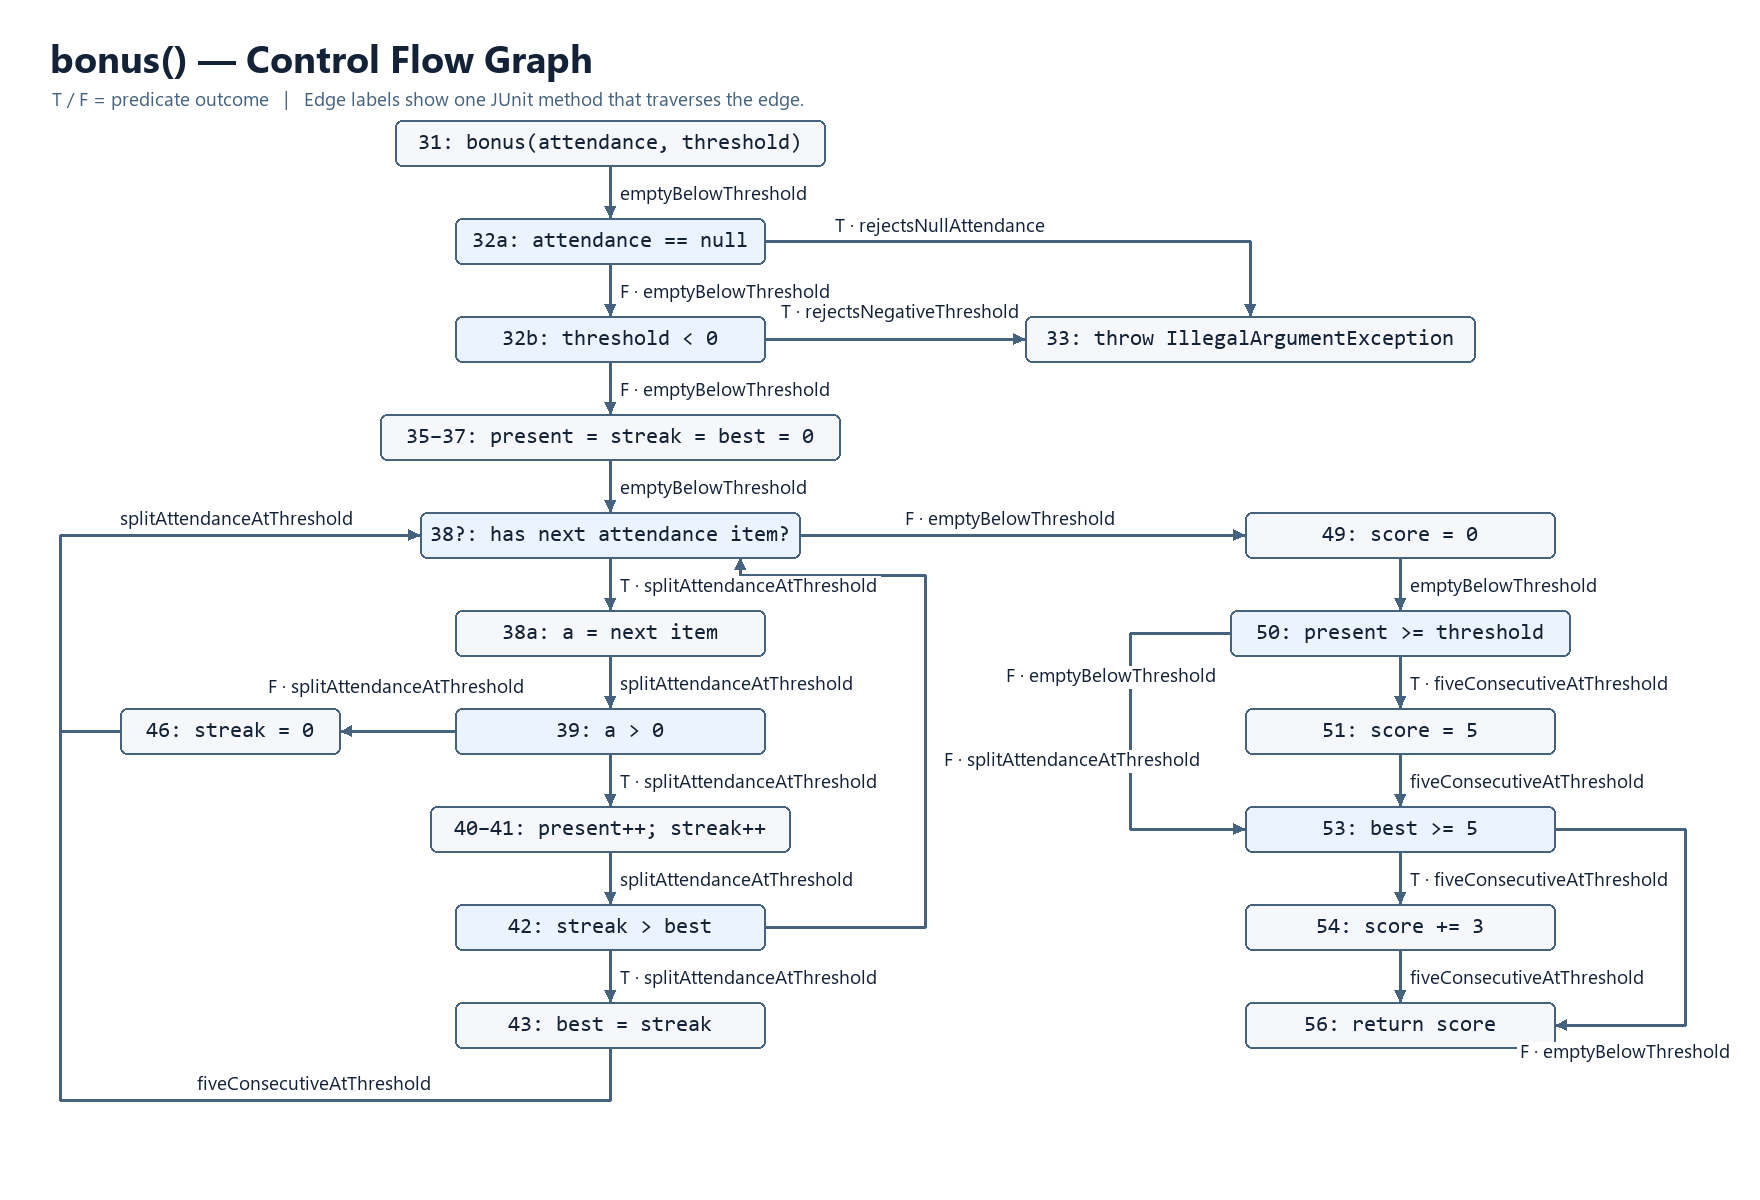 bonus() — Control Flow Graph
T / F = predicate outcome | Edge labels show one JUnit method that traverses the edge.
31: bonus(attendance, threshold)
emptyBelowThreshold
32a: attendance == null
T · rejectsNullAttendance
F · emptyBelowThreshold
32b: threshold < 0
T · rejectsNegativeThreshold
33: throw IllegalArgumentException
F · emptyBelowThreshold
35–37: present = streak = best = 0
emptyBelowThreshold
splitAttendanceAtThreshold
38?: has next attendance item?
F · emptyBelowThreshold
49: score = 0
T · splitAttendanceAtThreshold
emptyBelowThreshold
38a: a = next item
50: present >= threshold
F · emptyBelowThreshold
F · splitAttendanceAtThreshold
splitAttendanceAtThreshold
T · fiveConsecutiveAtThreshold
46: streak = 0
39: a > 0
51: score = 5
F · splitAttendanceAtThreshold
T · splitAttendanceAtThreshold
fiveConsecutiveAtThreshold
40–41: present++; streak++
53: best >= 5
splitAttendanceAtThreshold
T · fiveConsecutiveAtThreshold
42: streak > best
54: score += 3
T · splitAttendanceAtThreshold
fiveConsecutiveAtThreshold
43: best = streak
56: return score
F · emptyBelowThreshold
fiveConsecutiveAtThreshold